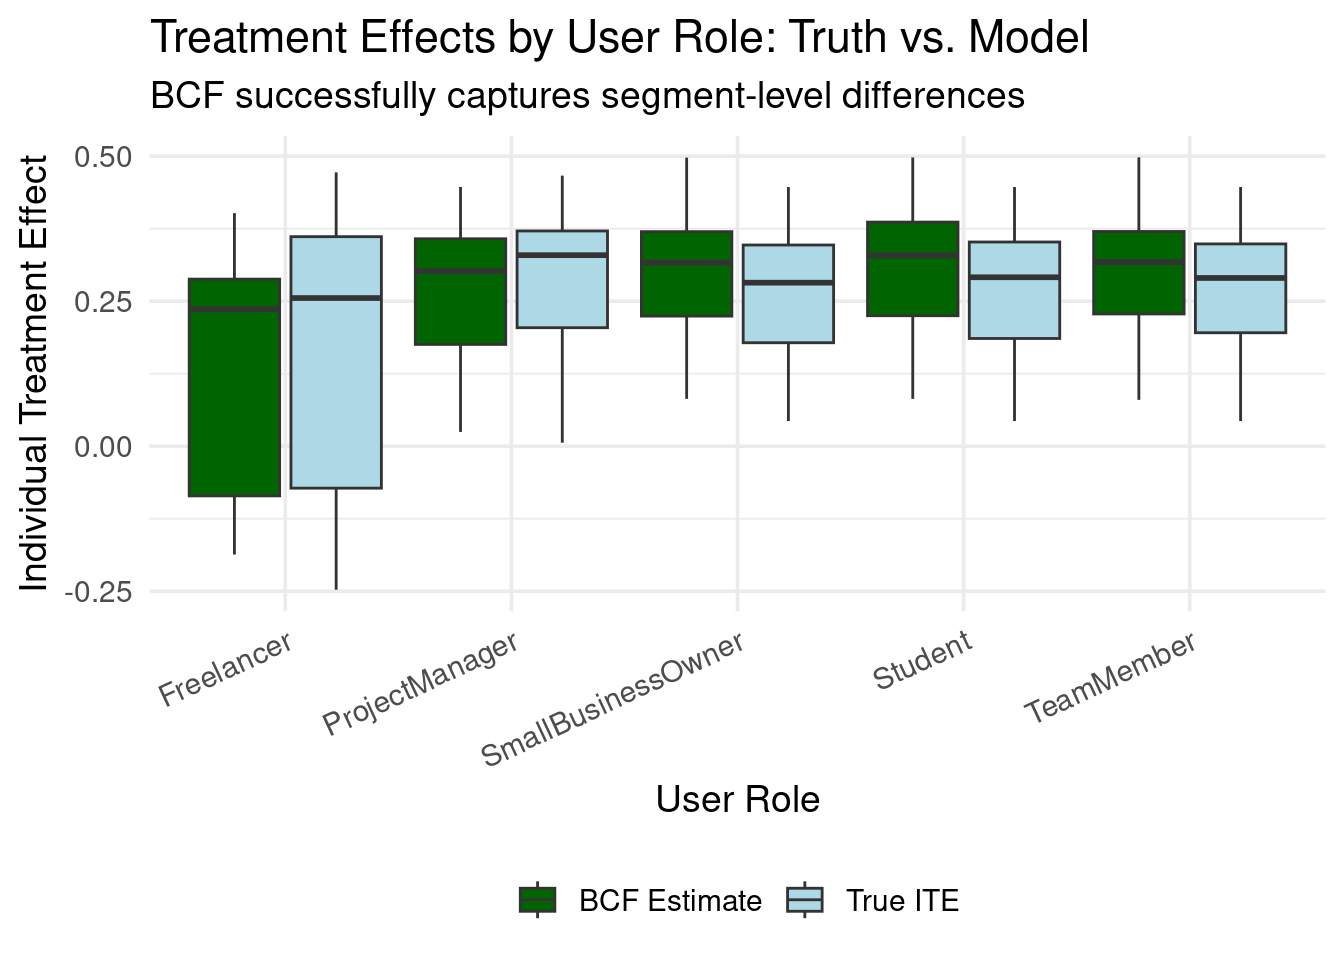 Treatment Effects by User Role: Truth vs. Model
BCF successfully captures segment-level differences
Individual Treatment Effect
0.50
0.25
0.00
-0.25
Freelancer
ProjectManager
SmallBusinessOwner
Student
TeamMember
User Role
BCF Estimate
True ITE